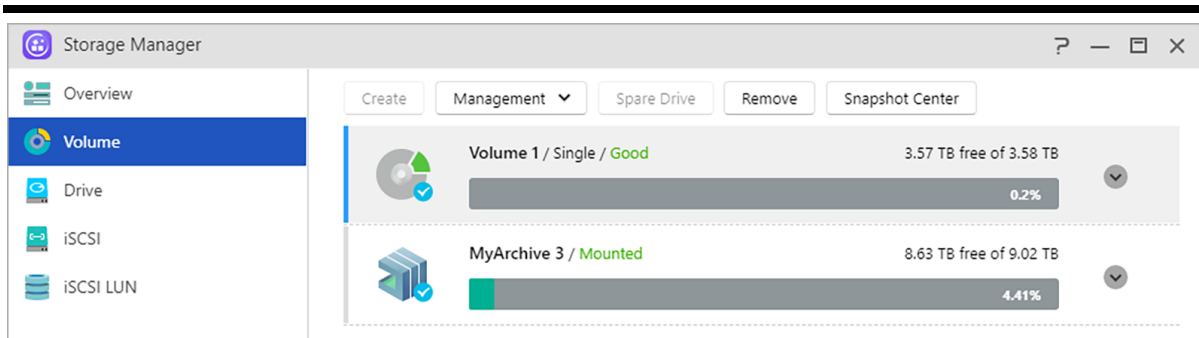 Storage Manager
Overview
Volume
Drive
iSCSI
iSCSI LUN
Create Management Spare Drive Remove Snapshot Center
Volume 1 / Single / Good 3.57 TB free of 3.58 TB
0.2%
MyArchive 3 / Mounted 8.63 TB free of 9.02 TB
4.41%